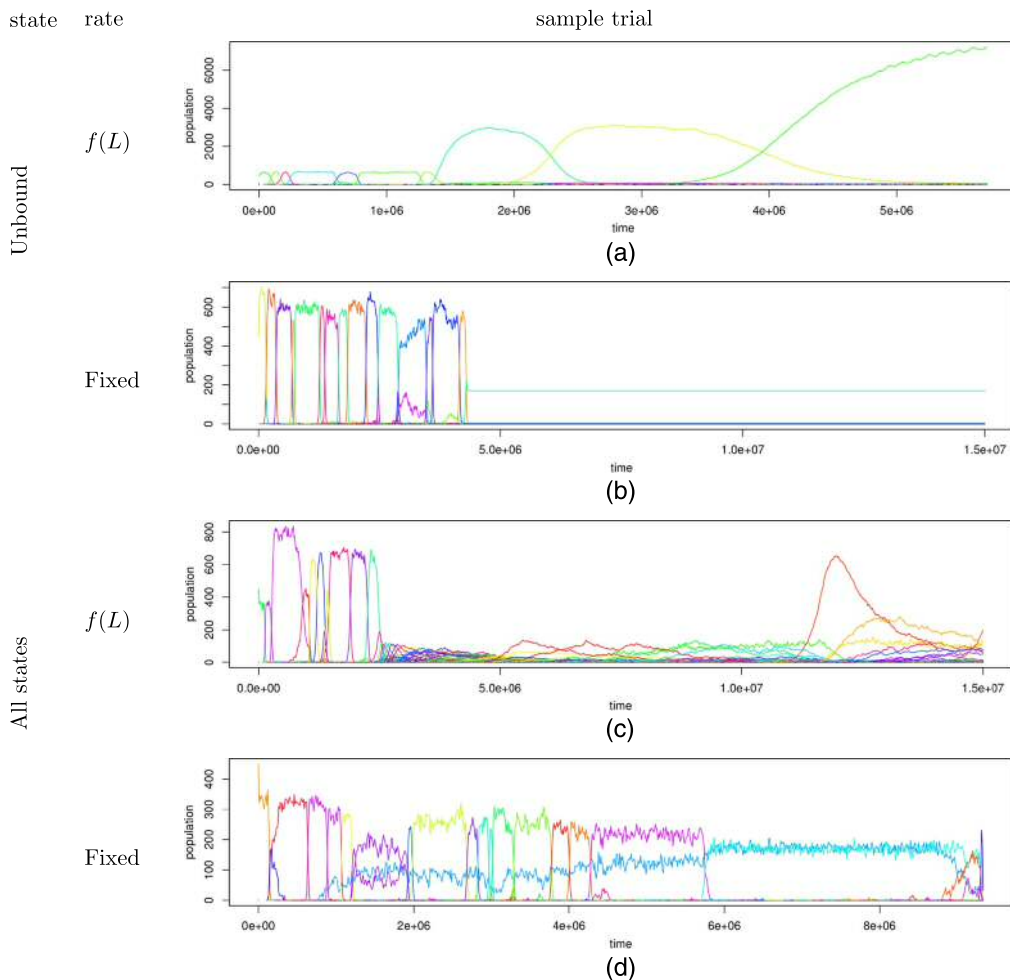 state rate sample trial
Unbound
f(L)
population
0 2000 4000 6000
0e+00 1e+06 2e+06 3e+06 4e+06 5e+06
time
(a)
Fixed
population
0 200 400 600
0.0e+00 5.0e+06 1.0e+07 1.5e+07
time
(b)
All states
f(L)
population
0 200 400 600 800
0.0e+00 5.0e+06 1.0e+07 1.5e+07
time
(c)
Fixed
population
0 100 200 300 400
0e+00 2e+06 4e+06 6e+06 8e+06
time
(d)